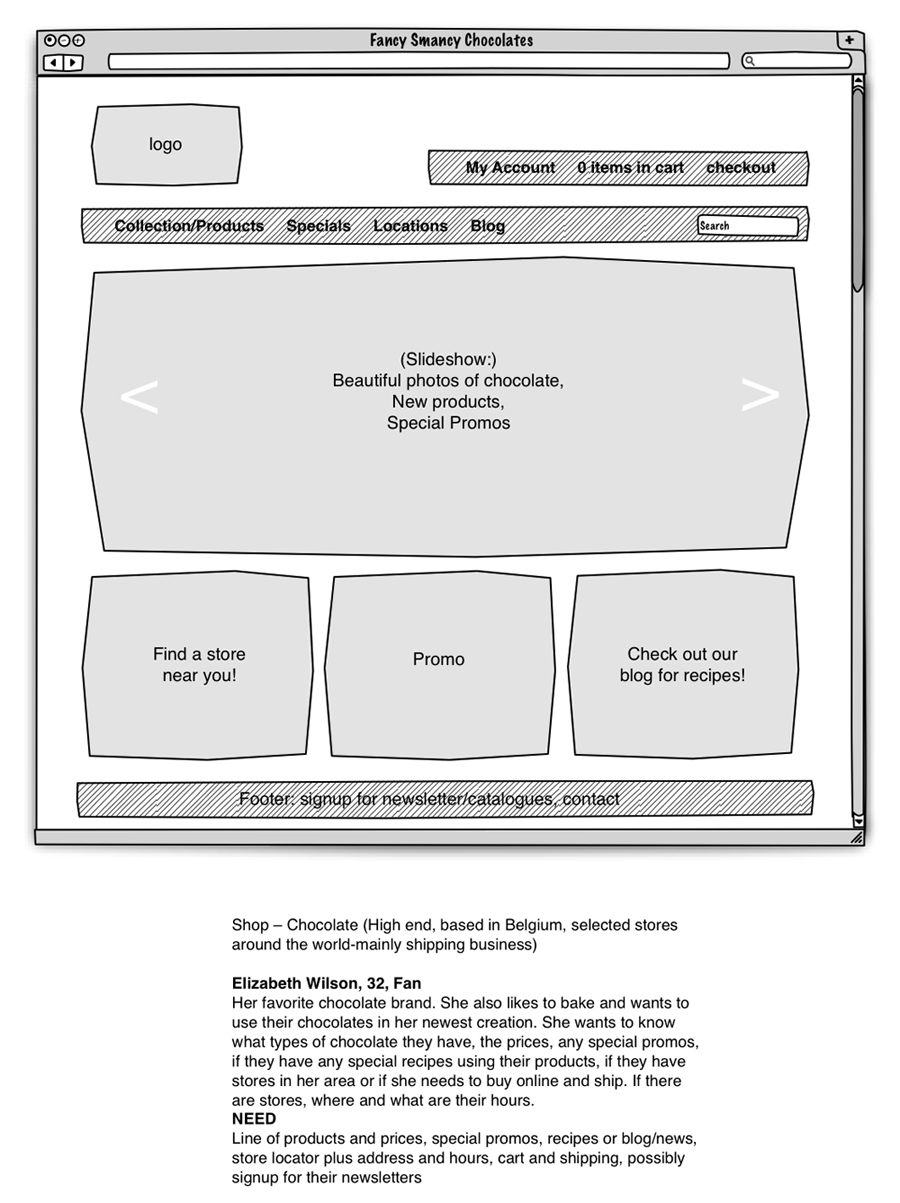 Fancy Smancy Chocolates
logo
My Account 0 items in cart checkout
Collection/Products Specials Locations Blog Search
(Slideshow:)
Beautiful photos of chocolate,
New products,
Special Promos
< >
Find a store
near you!
Promo
Check out our
blog for recipes!
Footer: signup for newsletter/catalogues, contact
Shop – Chocolate (High end, based in Belgium, selected stores
around the world-mainly shipping business)
Elizabeth Wilson, 32, Fan
Her favorite chocolate brand. She also likes to bake and wants to
use their chocolates in her newest creation. She wants to know
what types of chocolate they have, the prices, any special promos,
if they have any special recipes using their products, if they have
stores in her area or if she needs to buy online and ship. If there
are stores, where and what are their hours.
NEED
Line of products and prices, special promos, recipes or blog/news,
store locator plus address and hours, cart and shipping, possibly
signup for their newsletters